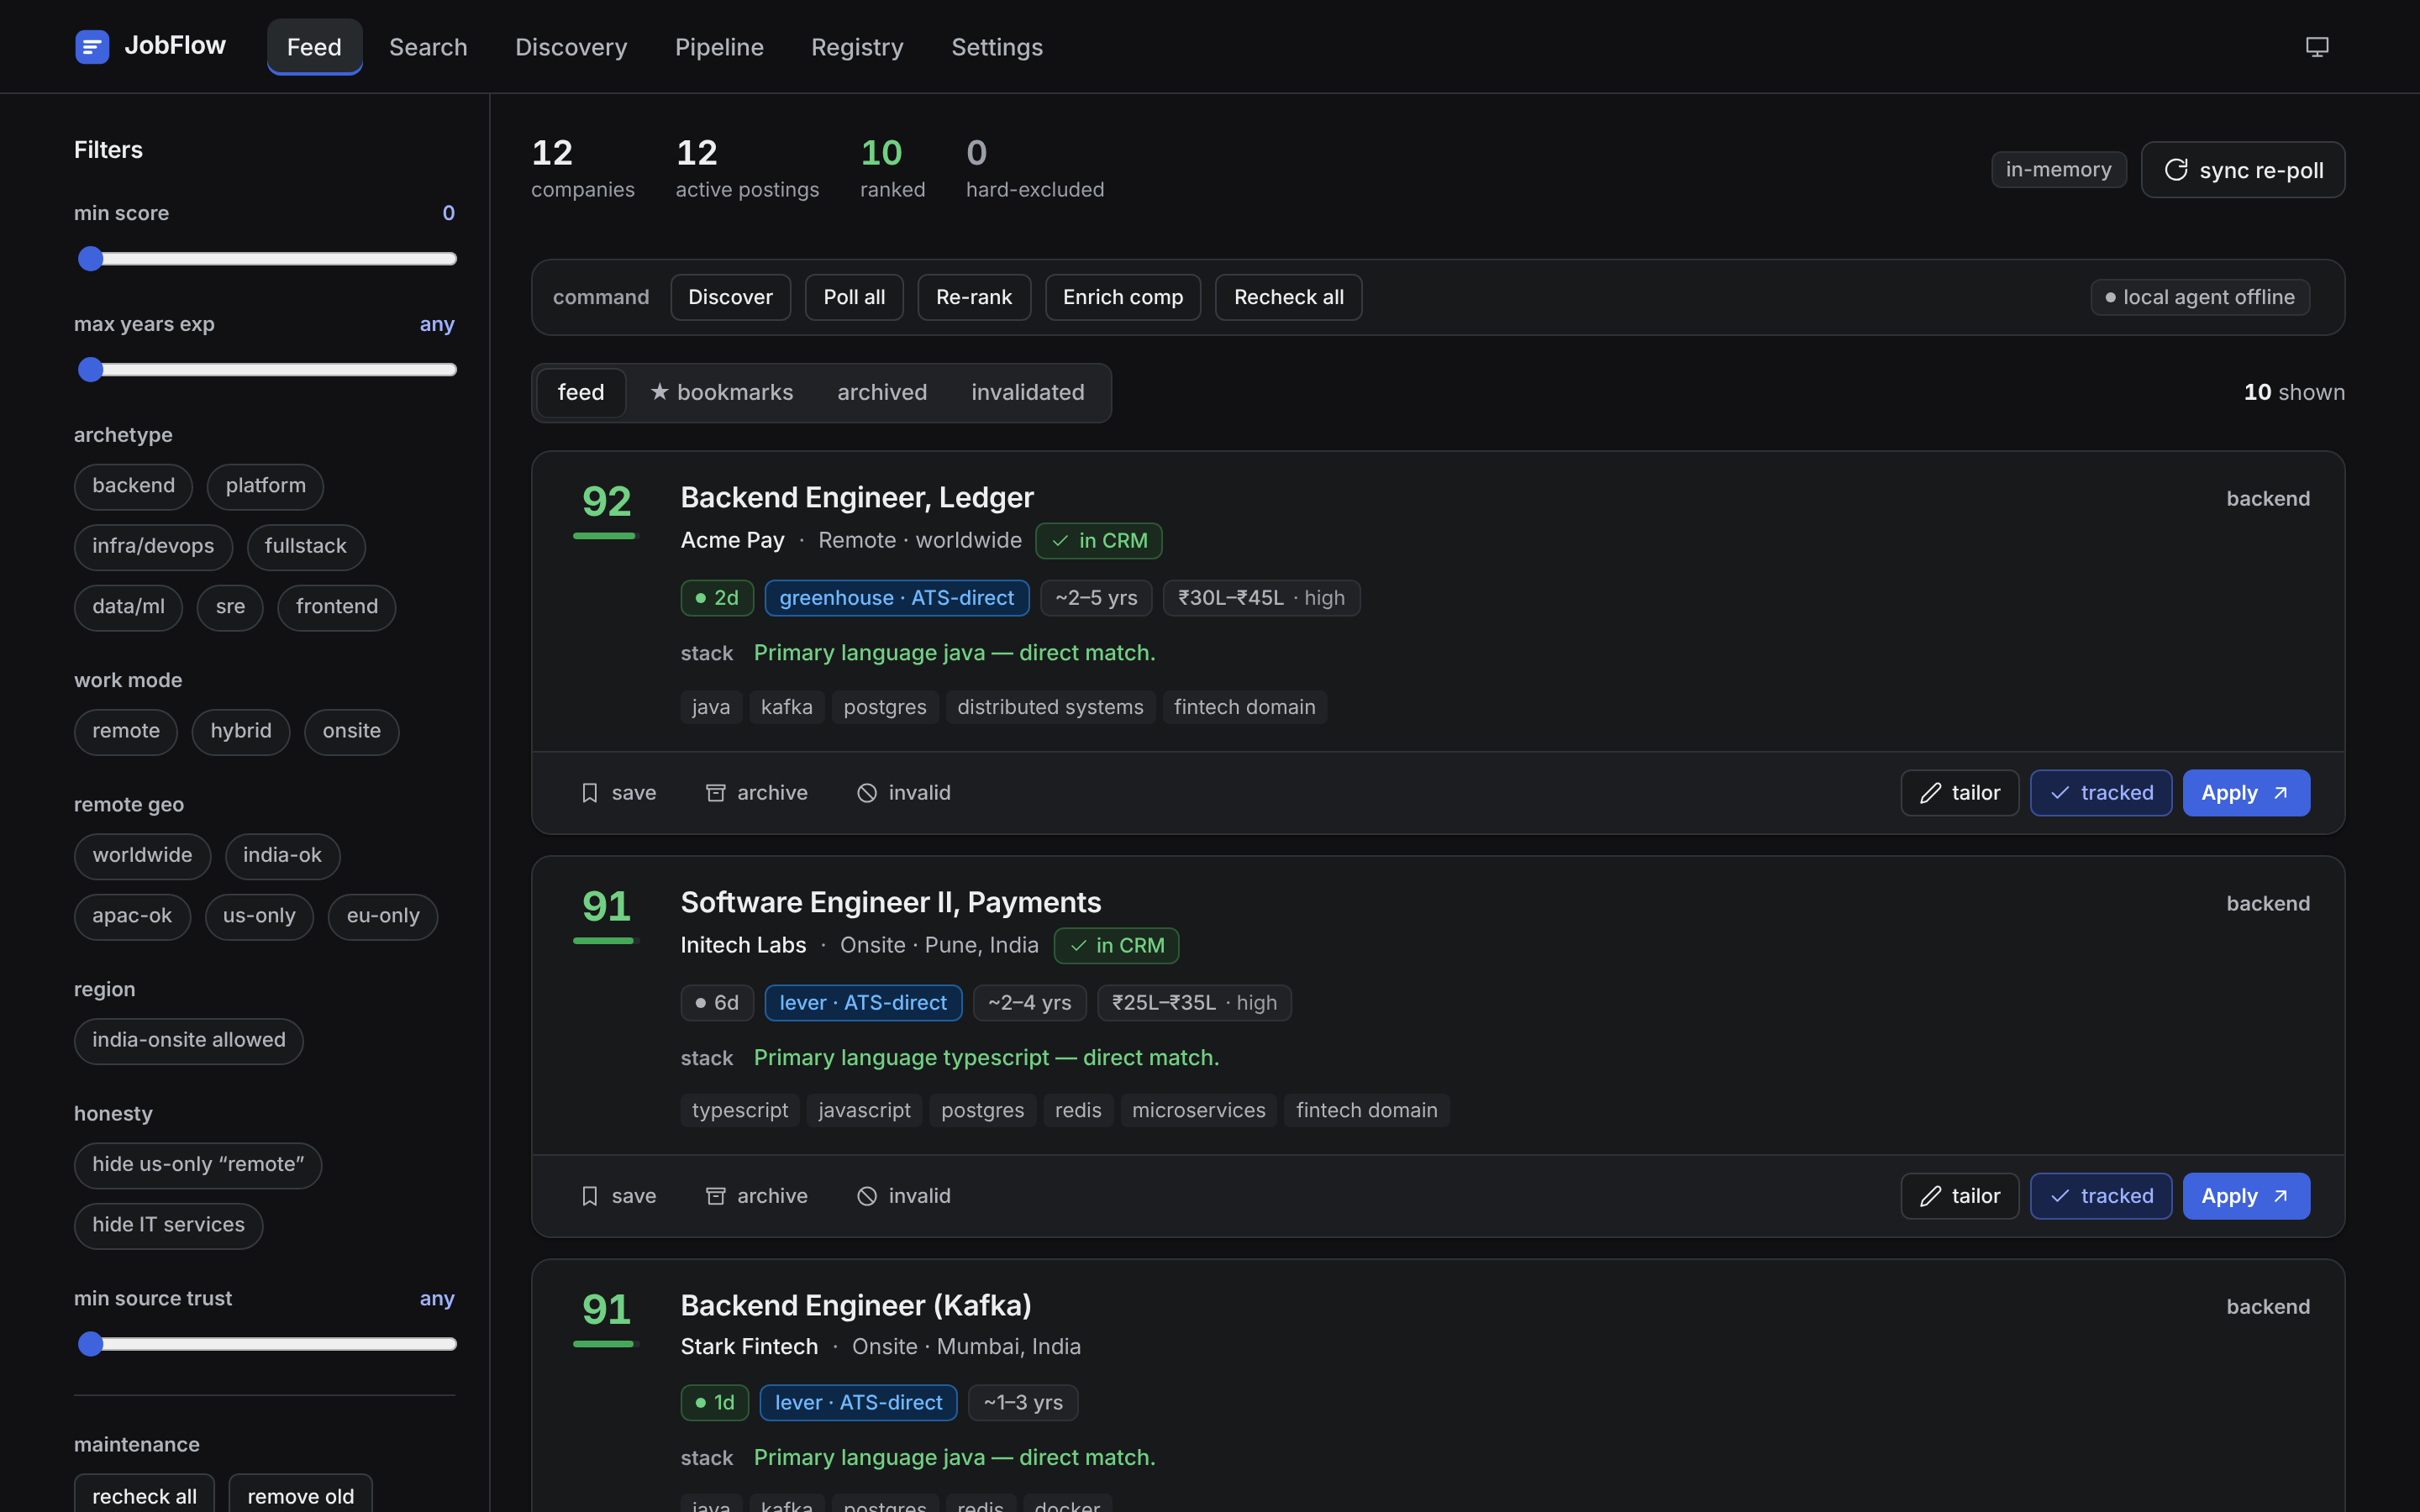 JobFlow
Feed
Search
Discovery
Pipeline
Registry
Settings
Filters
min score 0
max years exp any
archetype
backend platform
infra/devops fullstack
data/ml sre frontend
work mode
remote hybrid onsite
remote geo
worldwide india-ok
apac-ok us-only eu-only
region
india-onsite allowed
honesty
hide us-only “remote”
hide IT services
min source trust any
maintenance
recheck all remove old
12 12 10 0
companies active postings ranked hard-excluded
in-memory sync re-poll
command Discover Poll all Re-rank Enrich comp Recheck all local agent offline
feed ★ bookmarks archived invalidated 10 shown
92 Backend Engineer, Ledger backend
Acme Pay · Remote · worldwide ✓ in CRM
● 2d greenhouse · ATS-direct ~2–5 yrs ₹30L–₹45L · high
stack Primary language java — direct match.
java kafka postgres distributed systems fintech domain
save archive invalid tailor ✓ tracked Apply ↗
91 Software Engineer II, Payments backend
Initech Labs · Onsite · Pune, India ✓ in CRM
● 6d lever · ATS-direct ~2–4 yrs ₹25L–₹35L · high
stack Primary language typescript — direct match.
typescript javascript postgres redis microservices fintech domain
save archive invalid tailor ✓ tracked Apply ↗
91 Backend Engineer (Kafka) backend
Stark Fintech · Onsite · Mumbai, India
● 1d lever · ATS-direct ~1–3 yrs
stack Primary language java — direct match.
java kafka postgres redis docker